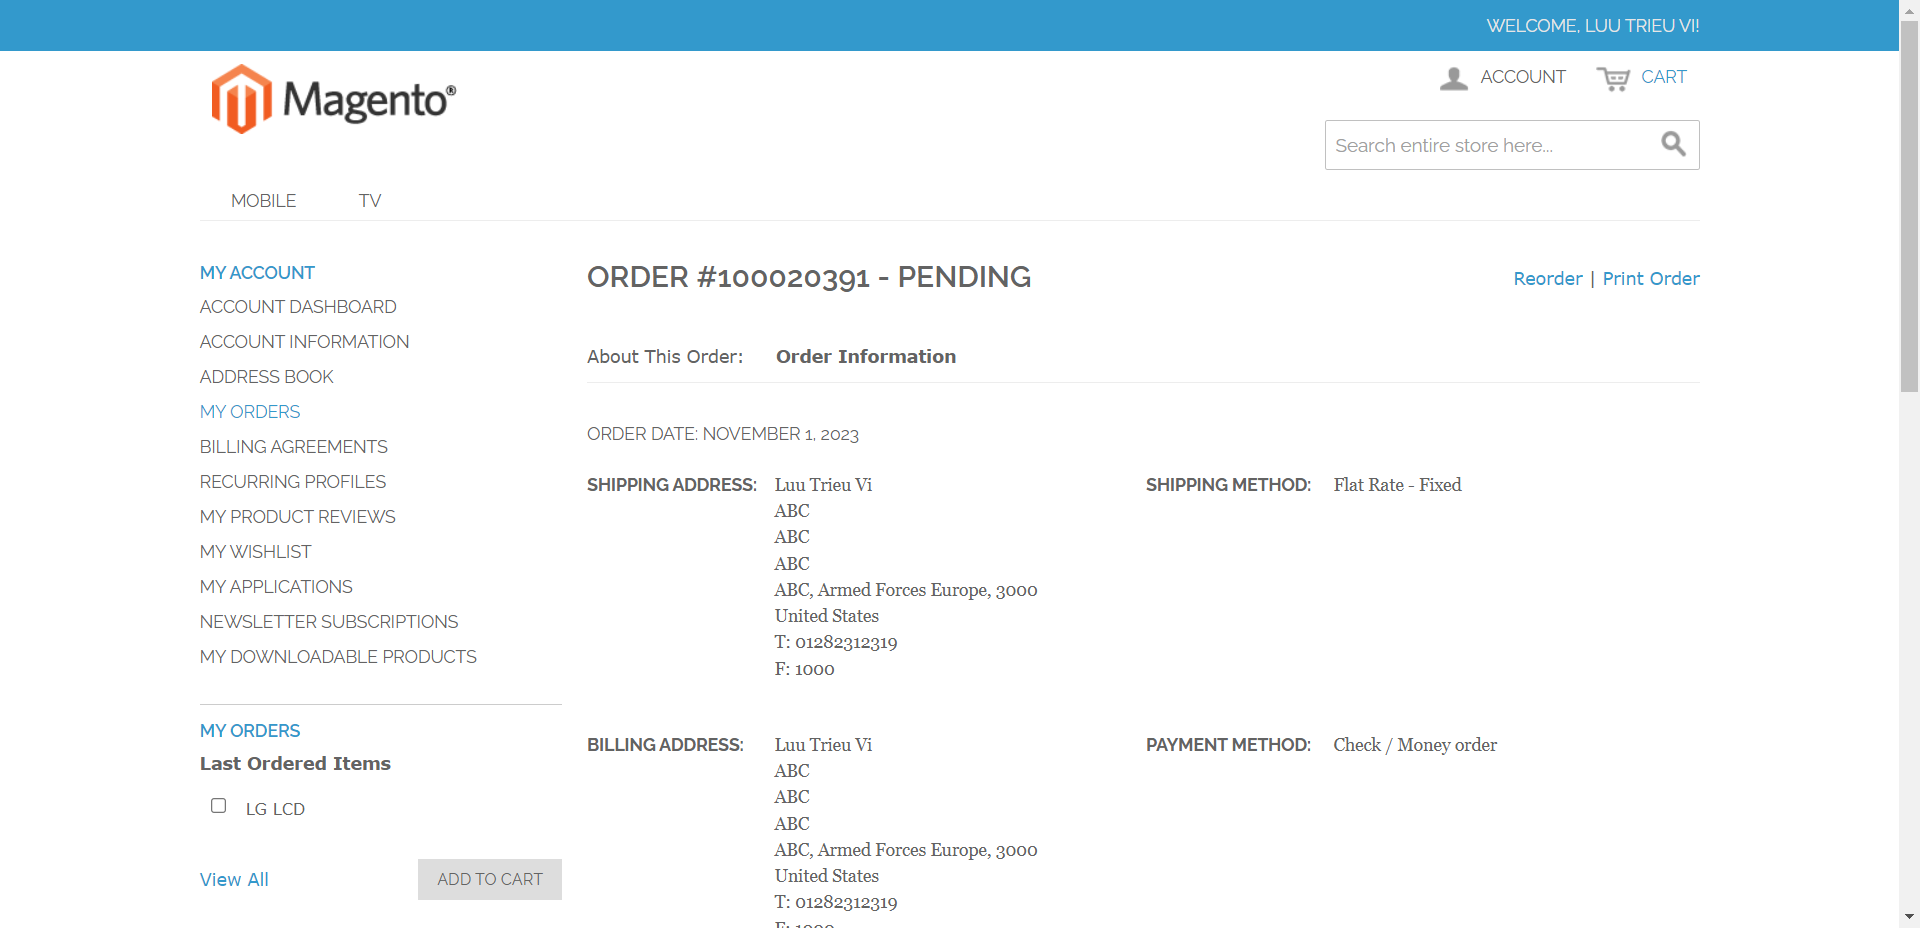 WELCOME, LUU TRIEU VI!
Magento®
ACCOUNT
CART
Search entire store here...
MOBILE
TV
MY ACCOUNT
ACCOUNT DASHBOARD
ACCOUNT INFORMATION
ADDRESS BOOK
MY ORDERS
BILLING AGREEMENTS
RECURRING PROFILES
MY PRODUCT REVIEWS
MY WISHLIST
MY APPLICATIONS
NEWSLETTER SUBSCRIPTIONS
MY DOWNLOADABLE PRODUCTS
MY ORDERS
Last Ordered Items
LG LCD
View All
ADD TO CART
ORDER #100020391 - PENDING
Reorder | Print Order
About This Order: Order Information
ORDER DATE: NOVEMBER 1, 2023
SHIPPING ADDRESS:
Luu Trieu Vi
ABC
ABC
ABC
ABC, Armed Forces Europe, 3000
United States
T: 01282312319
F: 1000
SHIPPING METHOD: Flat Rate - Fixed
BILLING ADDRESS:
Luu Trieu Vi
ABC
ABC
ABC
ABC, Armed Forces Europe, 3000
United States
T: 01282312319
F: 1000
PAYMENT METHOD: Check / Money order